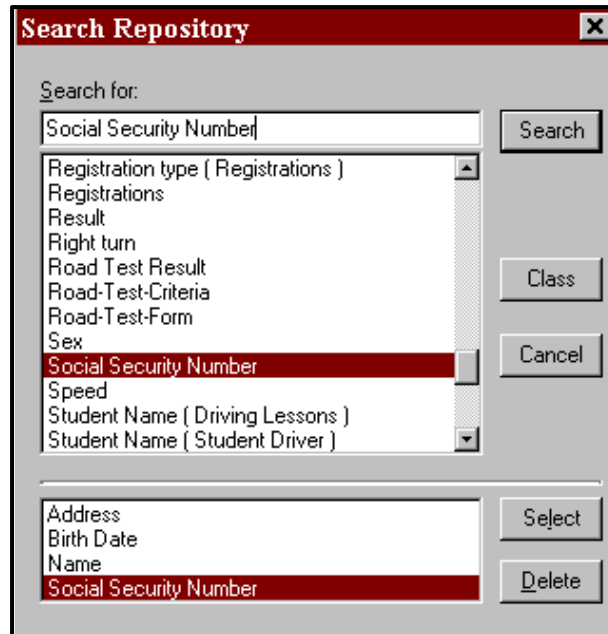 Search Repository
Search for:
Social Security Number
Search
Registration type ( Registrations )
Registrations
Result
Right turn
Road Test Result
Road-Test-Criteria
Road-Test-Form
Sex
Social Security Number
Speed
Student Name ( Driving Lessons )
Student Name ( Student Driver )
Class
Cancel
Address
Birth Date
Name
Social Security Number
Select
Delete